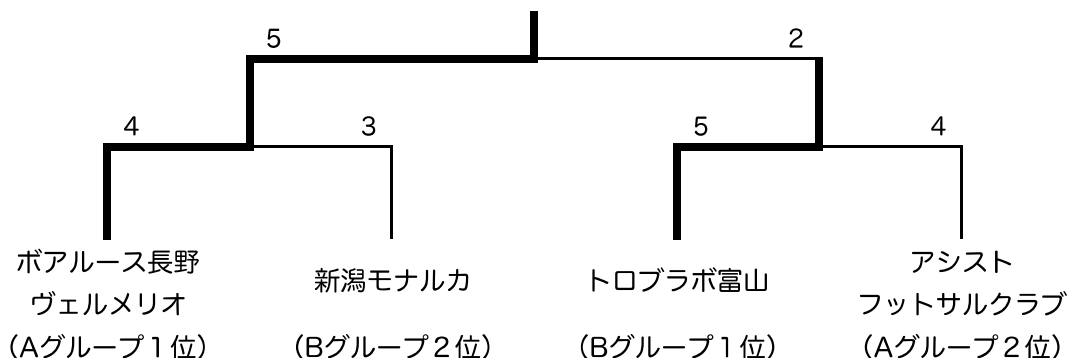 5
2
4
3
5
4
ボアルース長野
ヴェルメリオ
（Aグループ１位）
新潟モナルカ
（Bグループ２位）
トロブラボ富山
（Bグループ１位）
アシスト
フットサルクラブ
（Aグループ２位）